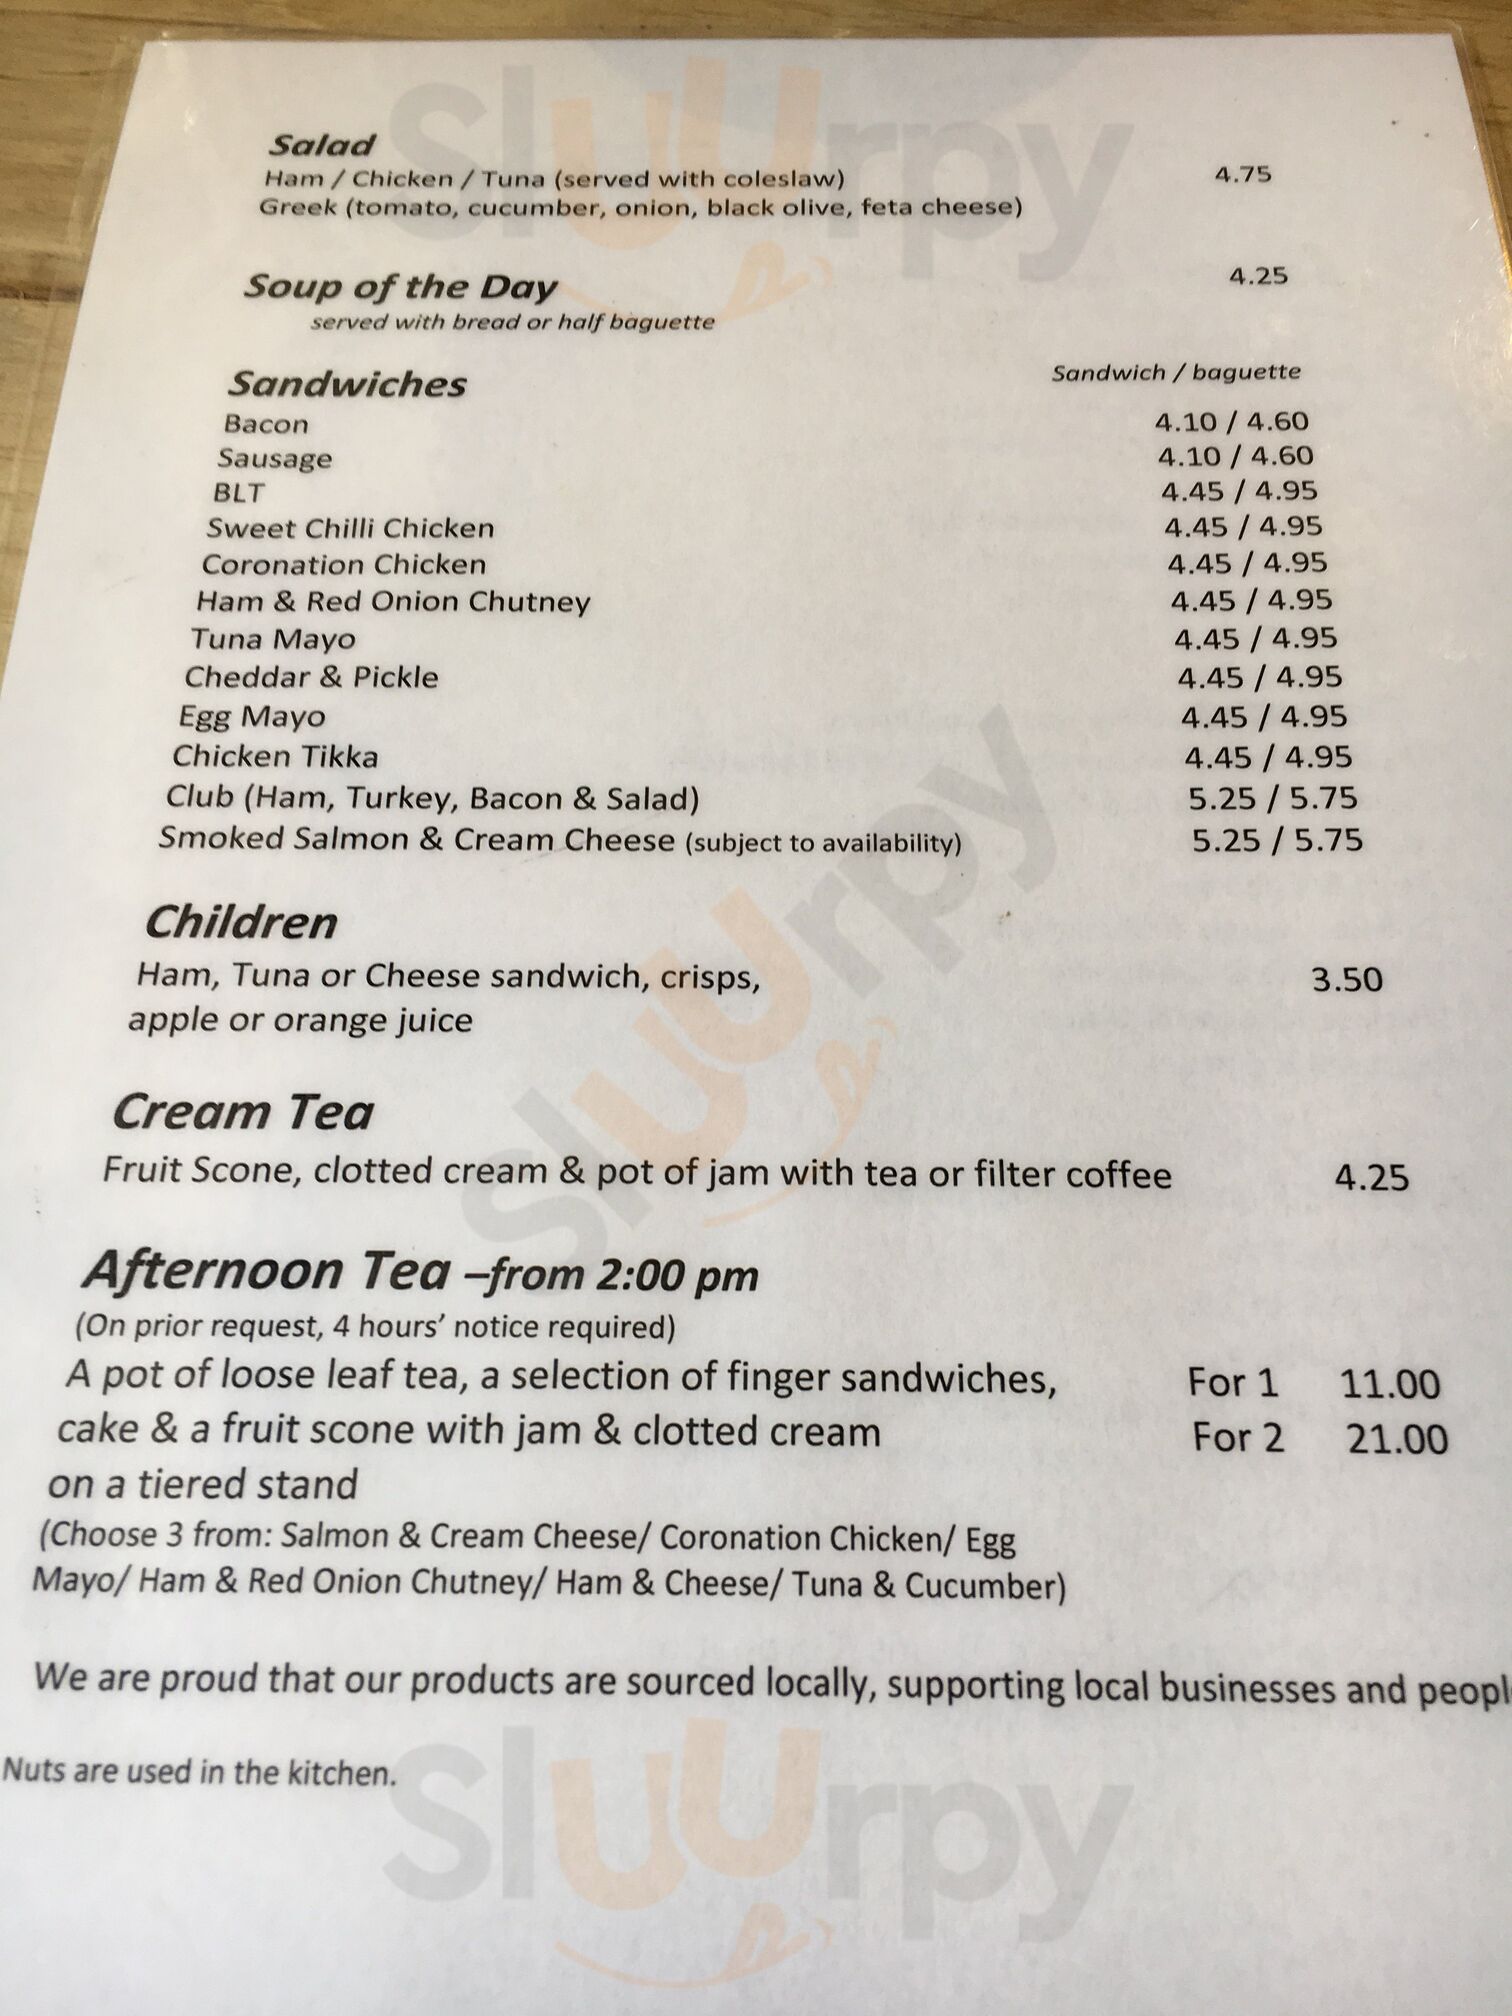 Salad
Ham / Chicken / Tuna (served with coleslaw) 4.75
Greek (tomato, cucumber, onion, black olive, feta cheese)
Soup of the Day 4.25
served with bread or half baguette
Sandwiches Sandwich / baguette
Bacon 4.10 / 4.60
Sausage 4.10 / 4.60
BLT 4.45 / 4.95
Sweet Chilli Chicken 4.45 / 4.95
Coronation Chicken 4.45 / 4.95
Ham & Red Onion Chutney 4.45 / 4.95
Tuna Mayo 4.45 / 4.95
Cheddar & Pickle 4.45 / 4.95
Egg Mayo 4.45 / 4.95
Chicken Tikka 4.45 / 4.95
Club (Ham, Turkey, Bacon & Salad) 5.25 / 5.75
Smoked Salmon & Cream Cheese (subject to availability) 5.25 / 5.75
Children
Ham, Tuna or Cheese sandwich, crisps, 3.50
apple or orange juice
Cream Tea
Fruit Scone, clotted cream & pot of jam with tea or filter coffee 4.25
Afternoon Tea –from 2:00 pm
(On prior request, 4 hours' notice required)
A pot of loose leaf tea, a selection of finger sandwiches, For 1 11.00
cake & a fruit scone with jam & clotted cream For 2 21.00
on a tiered stand
(Choose 3 from: Salmon & Cream Cheese/ Coronation Chicken/ Egg
Mayo/ Ham & Red Onion Chutney/ Ham & Cheese/ Tuna & Cucumber)
We are proud that our products are sourced locally, supporting local businesses and peopl
Nuts are used in the kitchen.
Sluurpy
Sluurpy
Sluurpy